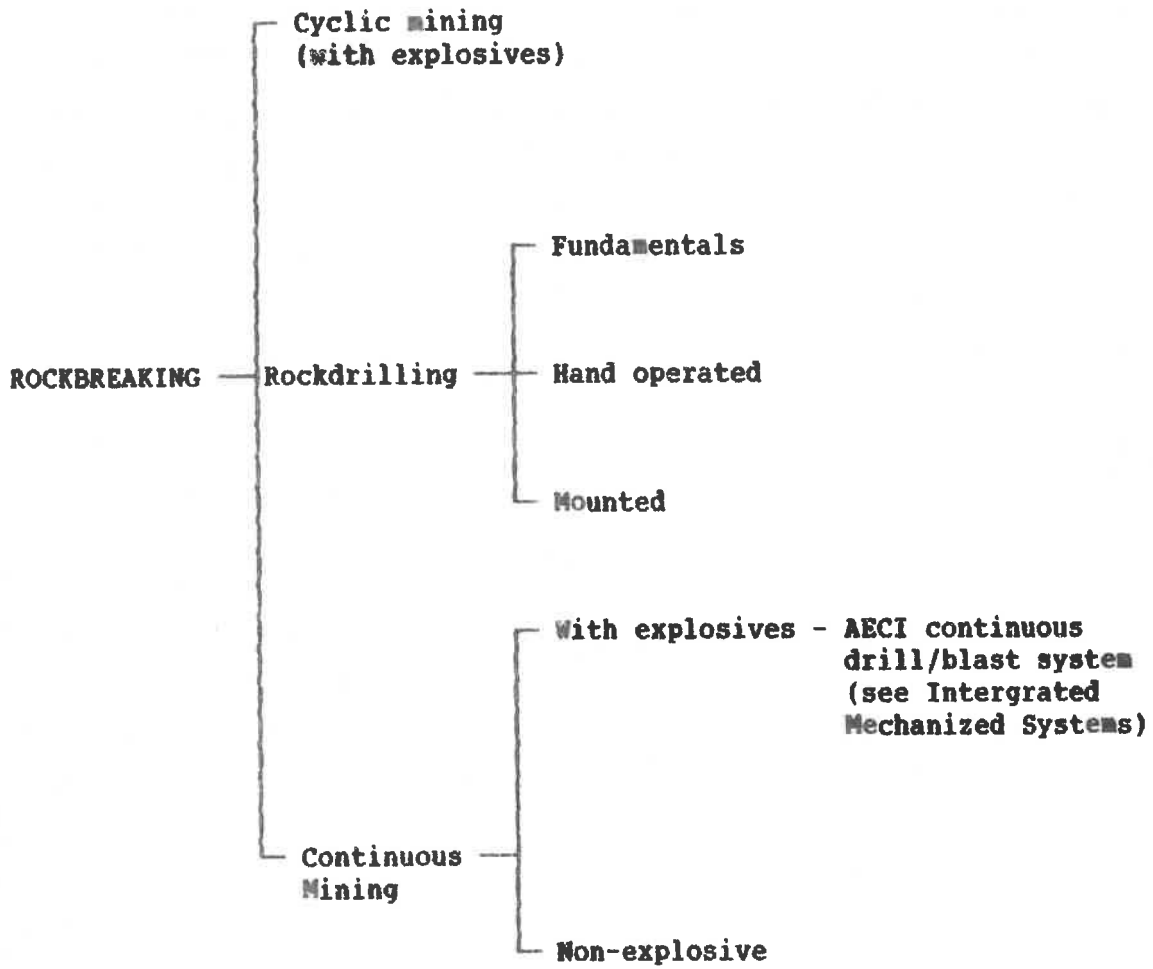 Cyclic mining
(with explosives)
Fundamentals
ROCKBREAKING
Rockdrilling
Hand operated
Mounted
With explosives - AECI continuous
drill/blast system
(see Intergrated
Mechanized Systems)
Continuous
Mining
Non-explosive